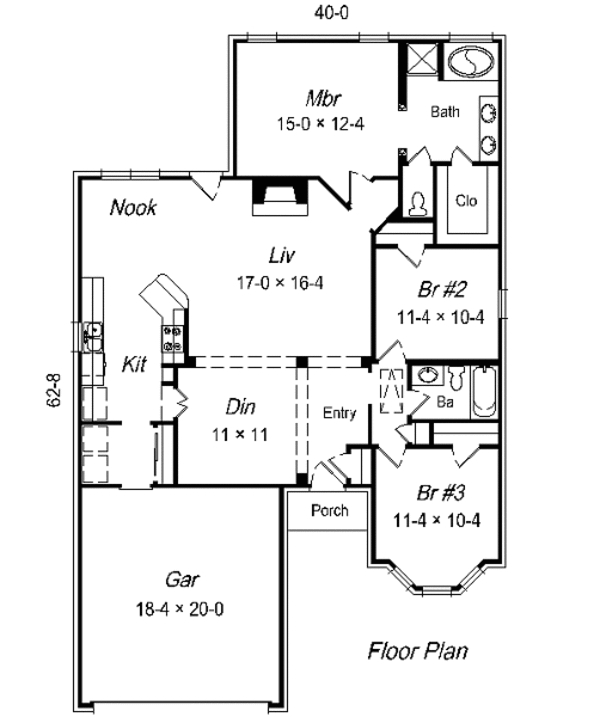 40-0
Mbr
15-0 × 12-4
Bath
Nook
Clo
Liv
17-0 × 16-4
Br #2
11-4 × 10-4
62-8
Kit
Din
11 × 11
Entry
Ba
Br #3
11-4 × 10-4
Porch
Gar
18-4 × 20-0
Floor Plan